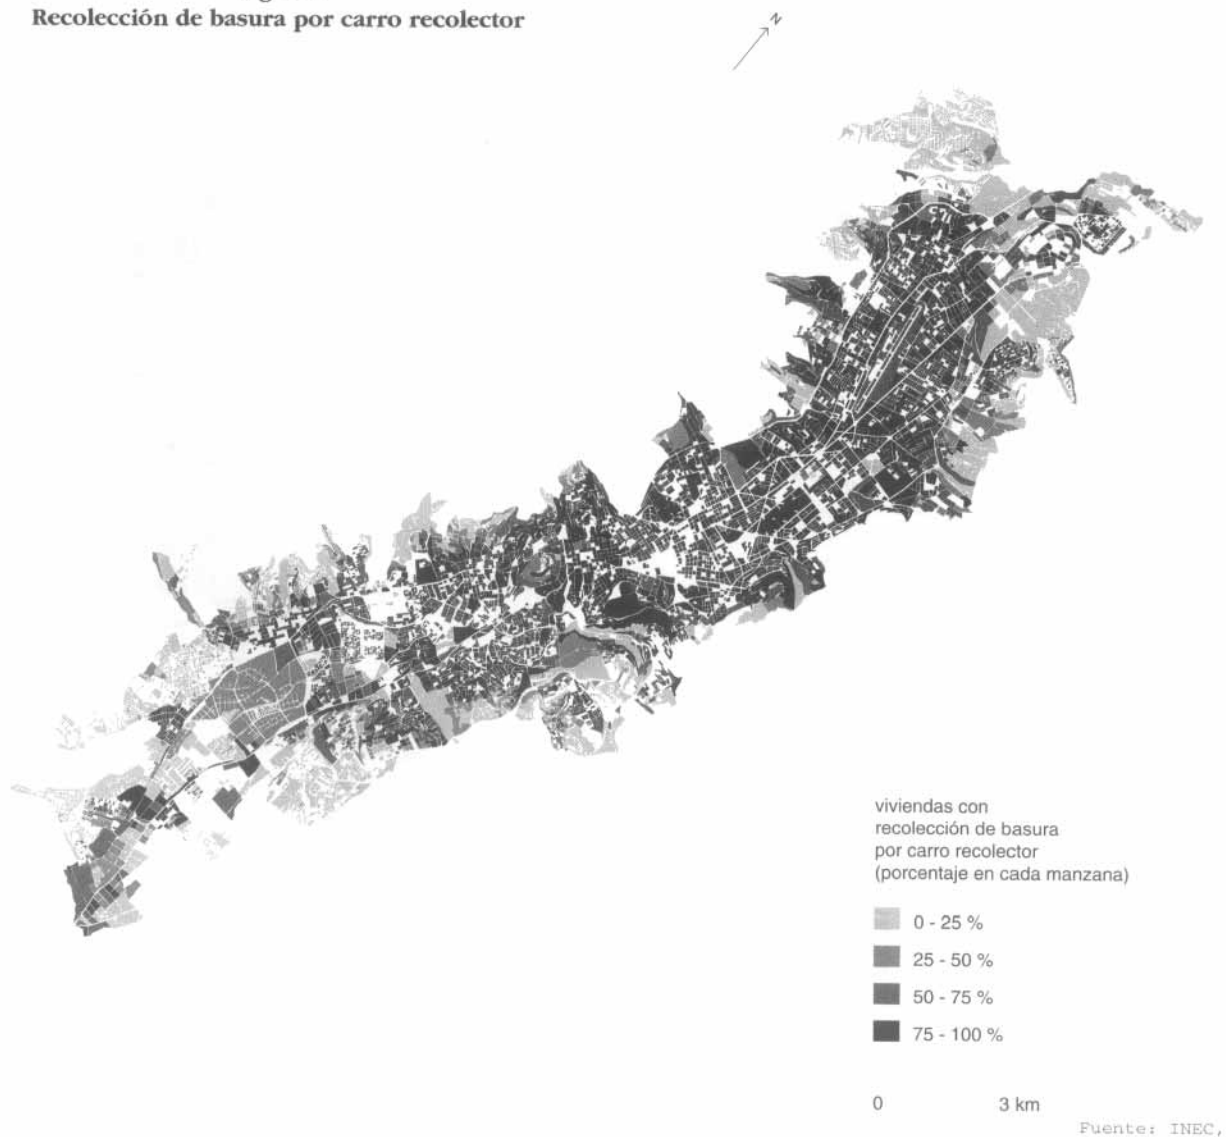 Recolección de basura por carro recolector
N
viviendas con
recolección de basura
por carro recolector
(porcentaje en cada manzana)
0 - 25 %
25 - 50 %
50 - 75 %
75 - 100 %
0 3 km
Fuente: INEC,